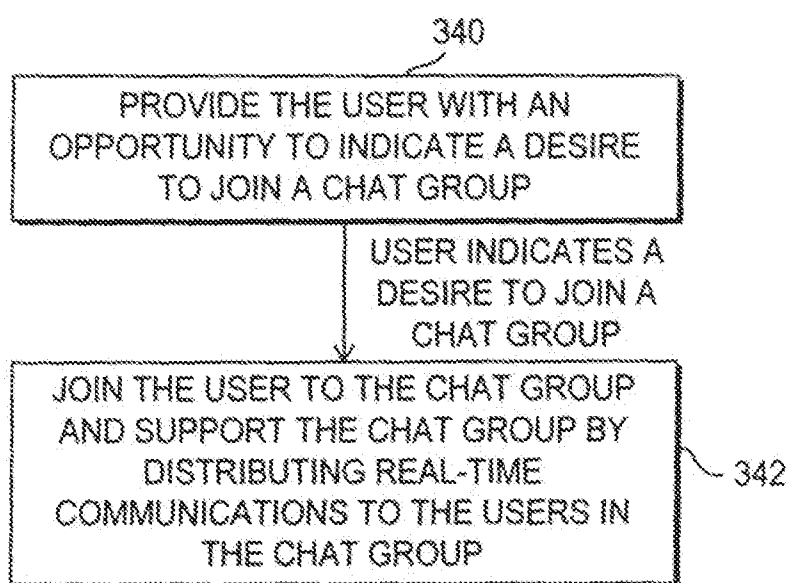 340
PROVIDE THE USER WITH AN
OPPORTUNITY TO INDICATE A DESIRE
TO JOIN A CHAT GROUP
USER INDICATES A
DESIRE TO JOIN A
CHAT GROUP
JOIN THE USER TO THE CHAT GROUP
AND SUPPORT THE CHAT GROUP BY
DISTRIBUTING REAL-TIME
COMMUNICATIONS TO THE USERS IN
THE CHAT GROUP
342